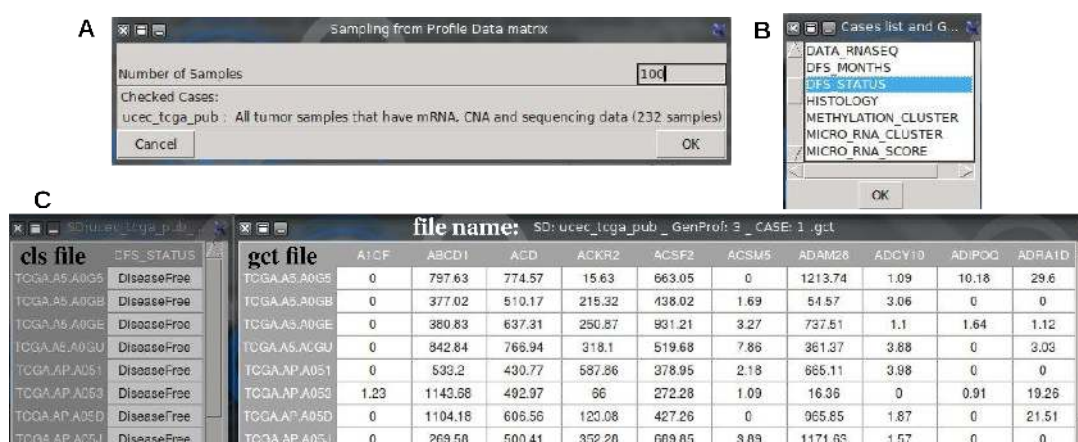 A
Sampling from Profile Data matrix
Number of Samples
100
Checked Cases:
ucec_tcga_pub : All tumor samples that have mRNA, CNA and sequencing data (232 samples)
Cancel
OK
B
Cases list and G...
DATA_RNASEQ
DFS_MONTHS
DFS_STATUS
HISTOLOGY
METHYLATION_CLUSTER
MICRO_RNA_CLUSTER
MICRO_RNA_SCORE
OK
C
cls file
DFS_STATUS
TCGA.A5.A0G5 DiseaseFree
TCGA.A5.A0GB DiseaseFree
TCGA.A5.A0GE DiseaseFree
TCGA.A5.A0GU DiseaseFree
TCGA.AP.A051 DiseaseFree
TCGA.AP.A053 DiseaseFree
TCGA.AP.A05D DiseaseFree
TCGA.AP.A05J DiseaseFree
file name: SD: ucec_tcga_pub _ GenProf: 3 _ CASE: 1 .gct
gct file A1CF ABCD1 ACD ACKR2 ACSF2 ACSM5 ADAM28 ADCY10 ADIPOQ ADRA1D
TCGA.A5.A0G5 0 797.63 774.57 15.63 663.05 0 1213.74 1.09 10.18 29.6
TCGA.A5.A0GB 0 377.02 510.17 215.32 438.02 1.69 54.57 3.06 0 0
TCGA.A5.A0GE 0 380.83 637.31 250.87 931.21 3.27 737.51 1.1 1.64 1.12
TCGA.A5.A0GU 0 842.84 766.94 318.1 519.68 7.86 361.37 3.88 0 3.03
TCGA.AP.A051 0 533.2 430.77 587.86 378.95 2.18 665.11 3.98 0 0
TCGA.AP.A053 1.23 1143.68 492.97 66 272.28 1.09 16.36 0 0.91 19.26
TCGA.AP.A05D 0 1104.18 606.56 123.08 427.26 0 965.85 1.87 0 21.51
TCGA.AP.A05J 0 269.58 500.41 352.28 689.85 3.89 1171.63 1.57 0 0